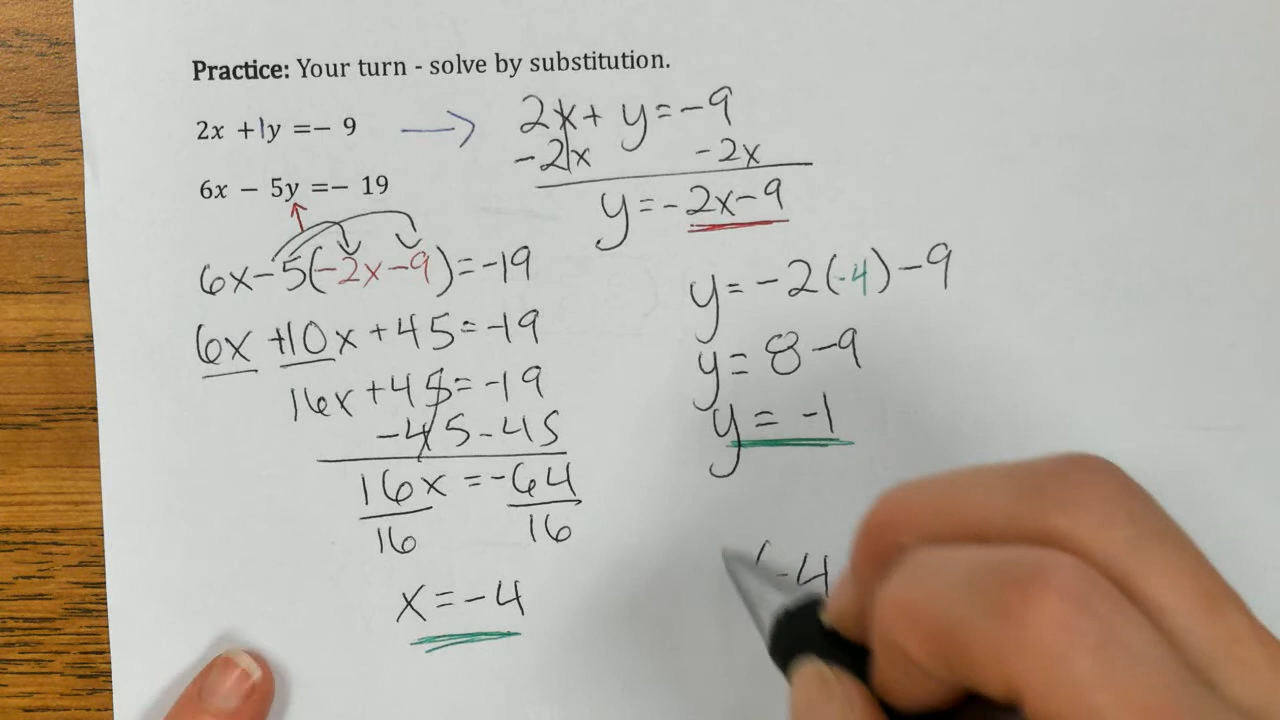 Practice: Your turn - solve by substitution.
2x +1y =− 9
2x + y = -9
-2x -2x
y = -2x-9
6x − 5y =− 19
6x-5(-2x-9) = -19
6x +10x +45 = -19
16x+45 = -19
-45 -45
16x = -64
16 16
x = -4
y = -2(-4)-9
y = 8-9
y = -1
(-4